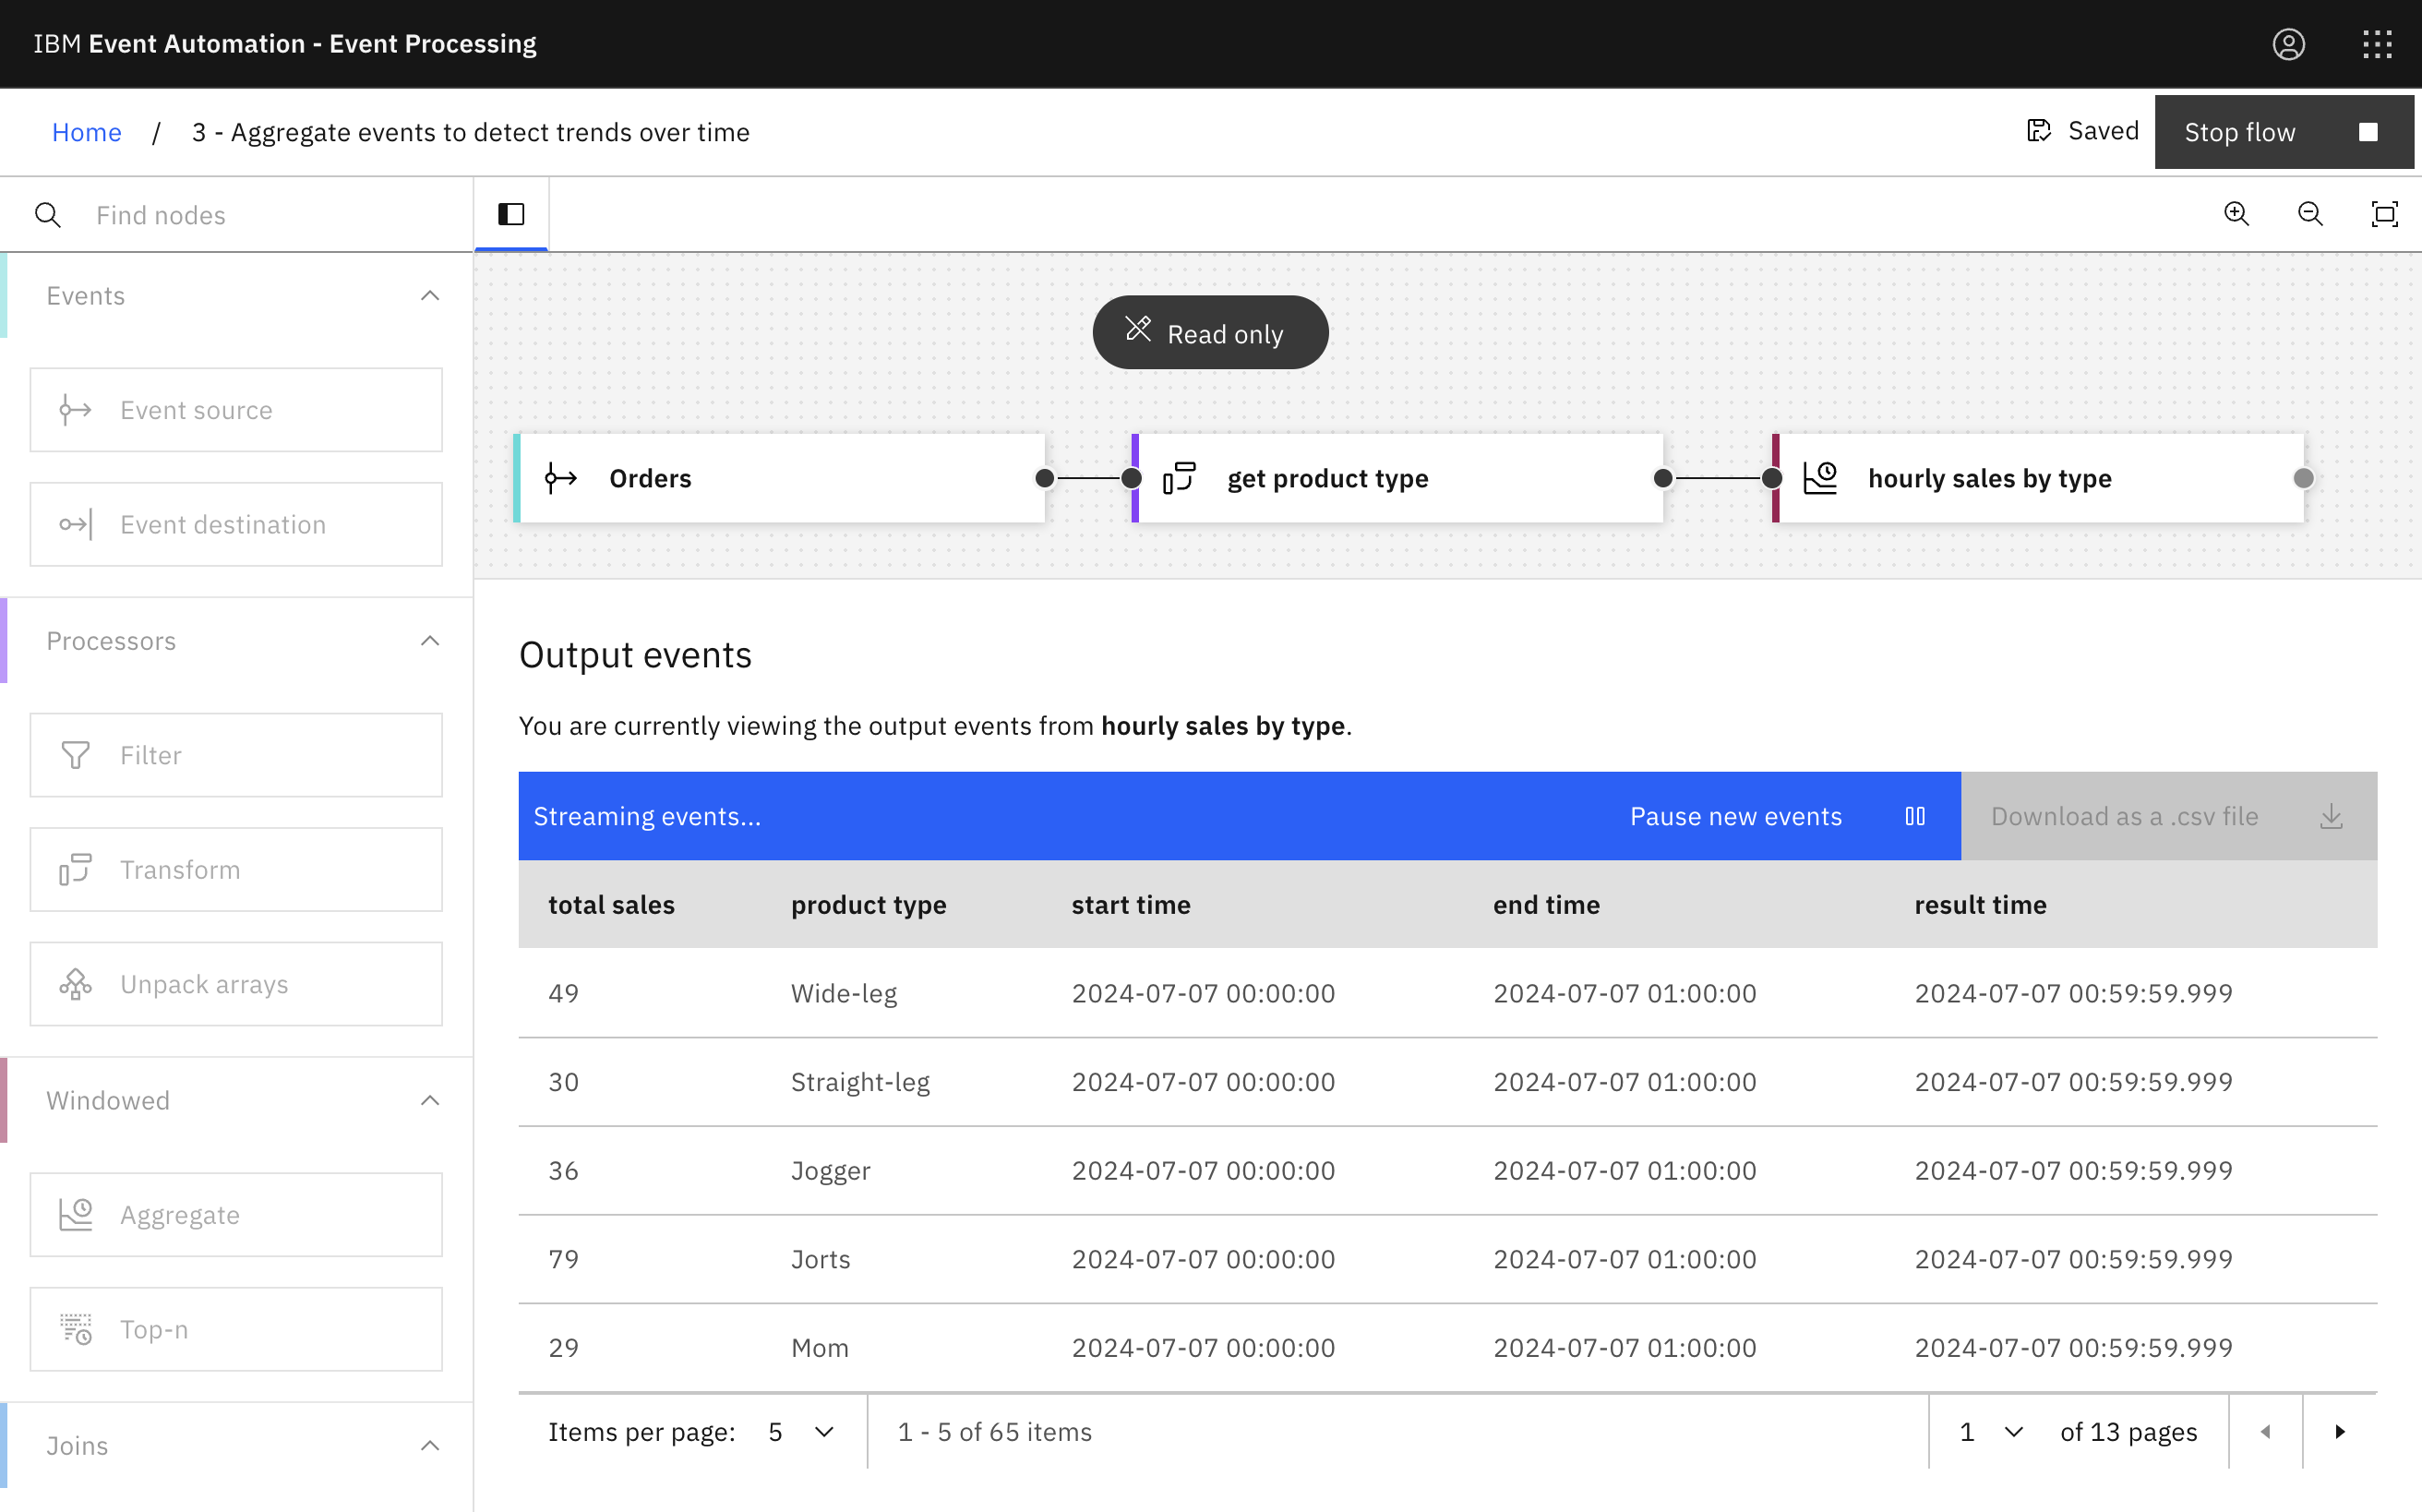 IBM Event Automation - Event Processing
Home / 3 - Aggregate events to detect trends over time
Saved
Stop flow
Find nodes
Events
Event source
Event destination
Processors
Filter
Transform
Unpack arrays
Windowed
Aggregate
Top-n
Joins
Read only
Orders
get product type
hourly sales by type
Output events
You are currently viewing the output events from hourly sales by type.
Streaming events...
Pause new events
Download as a .csv file
total sales product type start time end time result time
49 Wide-leg 2024-07-07 00:00:00 2024-07-07 01:00:00 2024-07-07 00:59:59.999
30 Straight-leg 2024-07-07 00:00:00 2024-07-07 01:00:00 2024-07-07 00:59:59.999
36 Jogger 2024-07-07 00:00:00 2024-07-07 01:00:00 2024-07-07 00:59:59.999
79 Jorts 2024-07-07 00:00:00 2024-07-07 01:00:00 2024-07-07 00:59:59.999
29 Mom 2024-07-07 00:00:00 2024-07-07 01:00:00 2024-07-07 00:59:59.999
Items per page: 5
1 - 5 of 65 items
1 of 13 pages